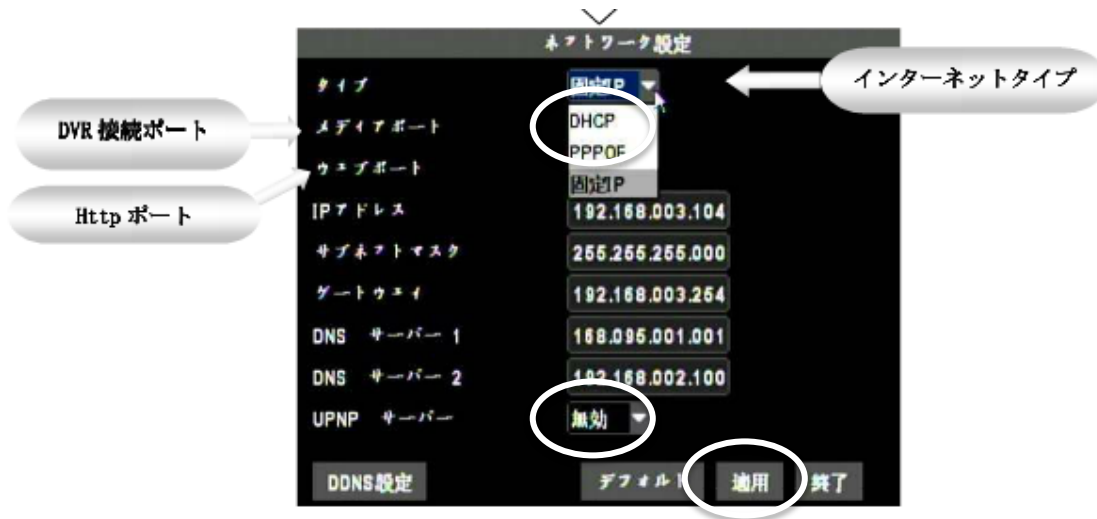 ネットワーク設定
タイプ 固定IP
インターネットタイプ
DHCP
PPPOE
固定IP
DVR 接続ポート
メディアポート
ウェブポート
Http ポート
IPアドレス 192.168.003.104
サブネットマスク 255.255.255.000
ゲートウェイ 192.168.003.254
DNS サーバー 1 168.095.001.001
DNS サーバー 2 192.168.002.100
UPNP サーバー 無効
DDNS設定 デフォルト 適用 終了